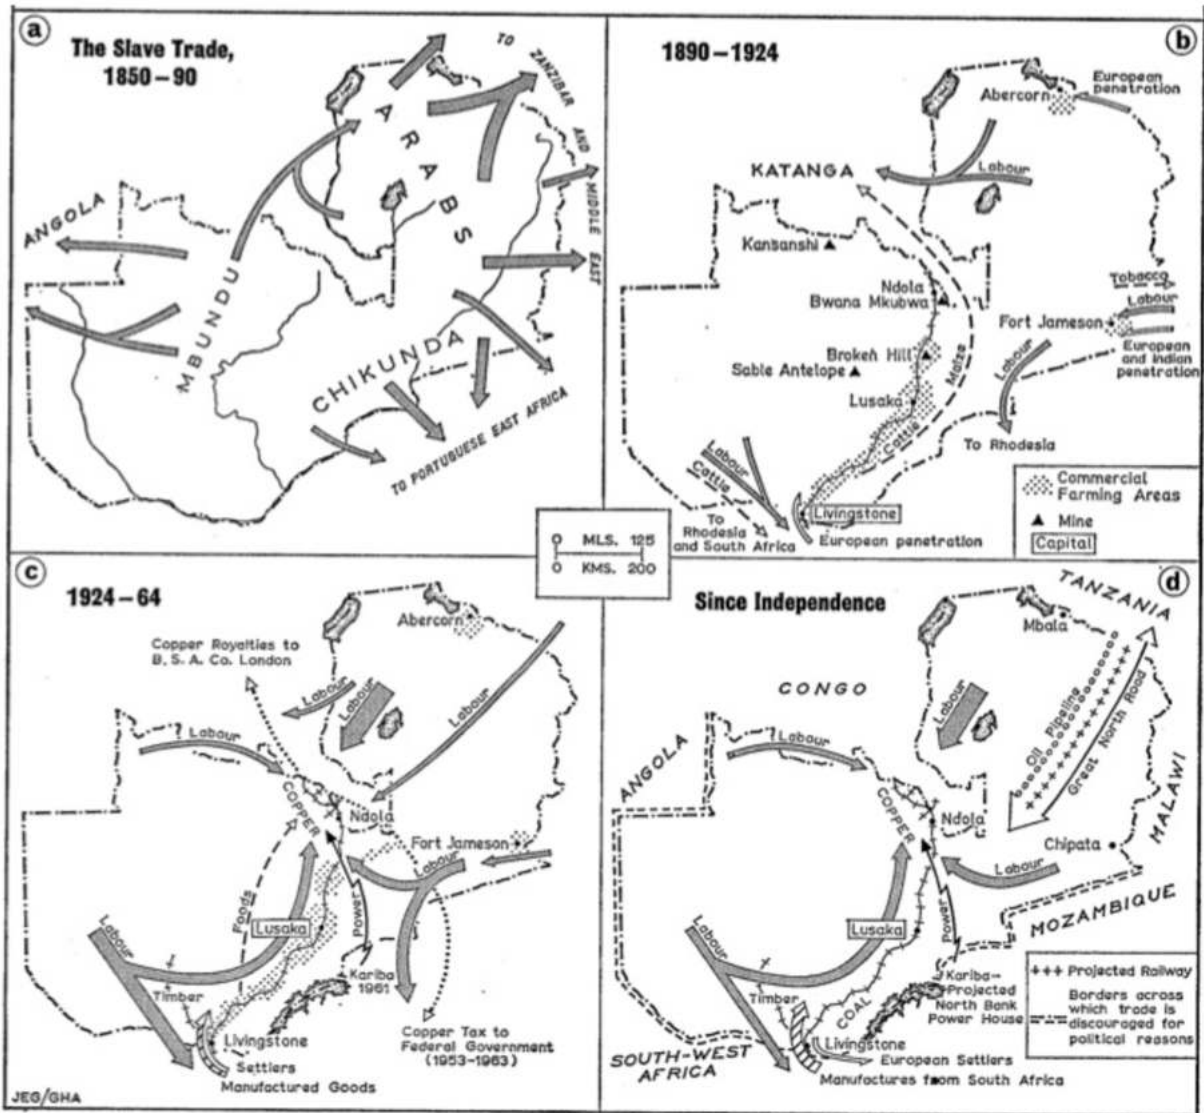 a
The Slave Trade,
1850–90
TO ZANZIBAR AND
MIDDLE EAST
ARABS
ANGOLA
MBUNDU
CHIKUNDA
TO PORTUGUESE EAST AFRICA
b
1890–1924
European
penetration
Abercorn
Labour
KATANGA
Kansanshi
Ndola
Bwana Mkubwa
Tobacco
Labour
Fort Jameson
European
and Indian
penetration
Labour
Broken Hill
Sable Antelope
Maize
Lusaka
Cattle
To Rhodesia
Labour
Cattle
Livingstone
To
Rhodesia
and South Africa
European penetration
Commercial
Farming Areas
Mine
Capital
0 MLS. 125
0 KMS. 200
c
1924–64
Abercorn
Copper Royalties to
B. S. A. Co. London
Labour
Labour
Labour
Labour
COPPER
Ndola
Fort Jameson
Labour
Foods
Power
Lusaka
Labour
Timber
Kariba
1961
Livingstone
Settlers
Manufactured Goods
Copper Tax to
Federal Government
(1953–1963)
JEG/GHA
d
Since Independence
TANZANIA
Mbala
CONGO
Labour
Oil Pipeline
Great North Road
ANGOLA
Labour
MALAWI
COPPER
Ndola
Chipata
Labour
MOZAMBIQUE
Labour
Lusaka
Power
Timber
COAL
Kariba–
Projected
North Bank
Power House
Livingstone
European Settlers
SOUTH-WEST
AFRICA
Manufactures from South Africa
+++ Projected Railway
Borders across
which trade is
discouraged for
political reasons